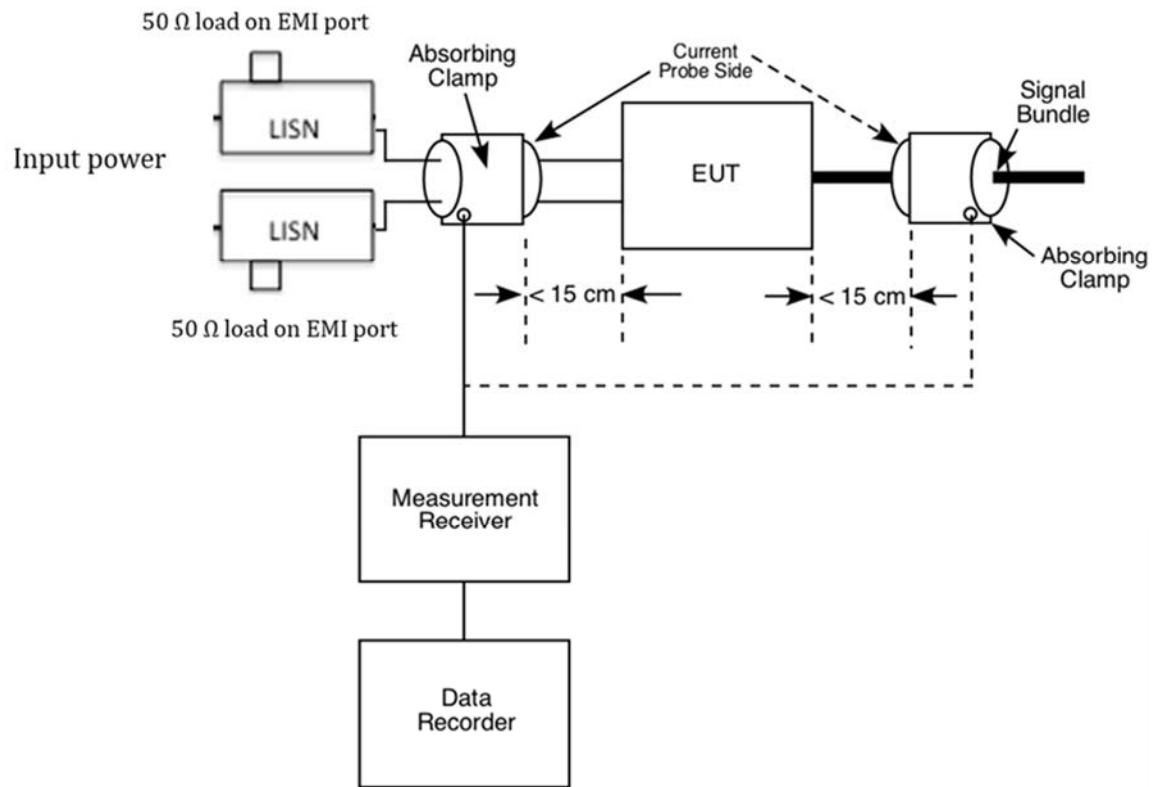 50 Ω load on EMI port
LISN
Input power
LISN
50 Ω load on EMI port
Absorbing
Clamp
Current
Probe Side
EUT
Signal
Bundle
Absorbing
Clamp
< 15 cm
< 15 cm
Measurement
Receiver
Data
Recorder